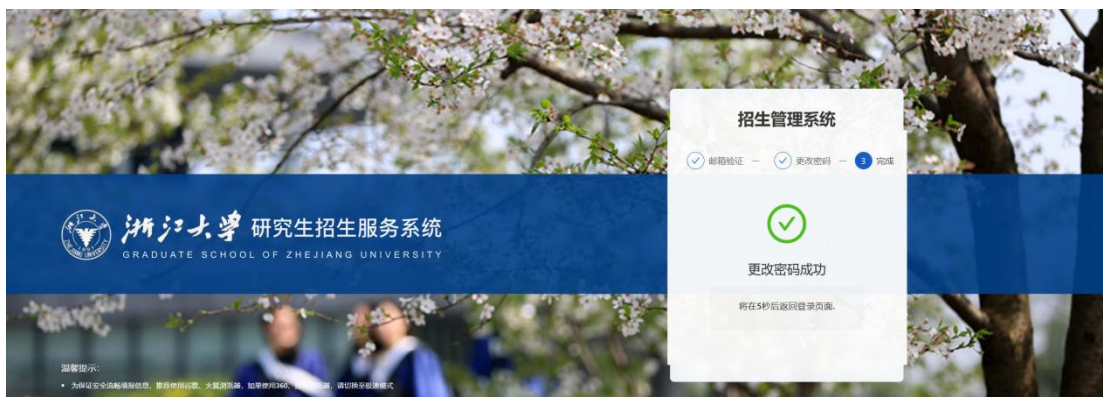 招生管理系统
邮箱验证 — 更改密码 — 3 完成
浙江大学 研究生招生服务系统
GRADUATE SCHOOL OF ZHEJIANG UNIVERSITY
更改密码成功
将在5秒后返回登录页面.
温馨提示:
• 为保证安全流畅填报信息, 推荐使用谷歌、火狐浏览器, 如果使用360、浏览器, 请切换至极速模式